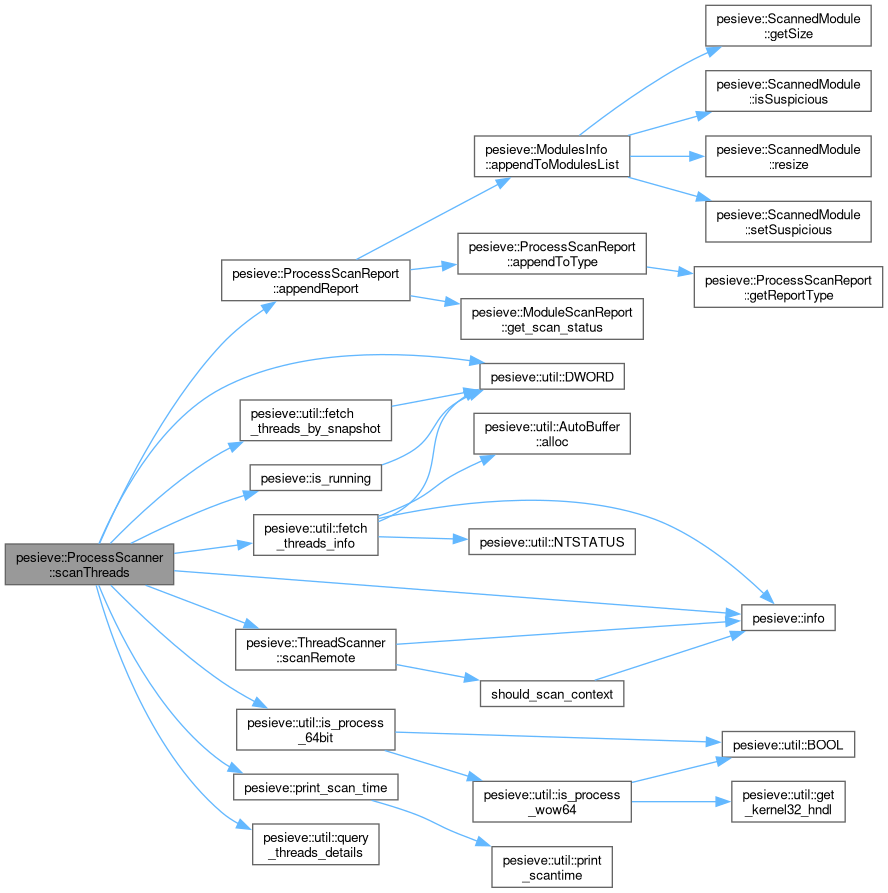 pesieve::ScannedModule
::getSize
pesieve::ScannedModule
::isSuspicious
pesieve::ModulesInfo
::appendToModulesList
pesieve::ScannedModule
::resize
pesieve::ScannedModule
::setSuspicious
pesieve::ProcessScanReport
::appendReport
pesieve::ProcessScanReport
::appendToType
pesieve::ProcessScanReport
::getReportType
pesieve::ModuleScanReport
::get_scan_status
pesieve::util::DWORD
pesieve::util::fetch
_threads_by_snapshot
pesieve::util::AutoBuffer
::alloc
pesieve::is_running
pesieve::util::fetch
_threads_info
pesieve::util::NTSTATUS
pesieve::ProcessScanner
::scanThreads
pesieve::info
pesieve::ThreadScanner
::scanRemote
should_scan_context
pesieve::util::is_process
_64bit
pesieve::util::BOOL
pesieve::print_scan_time
pesieve::util::is_process
_wow64
pesieve::util::get
_kernel32_hndl
pesieve::util::query
_threads_details
pesieve::util::print
_scantime